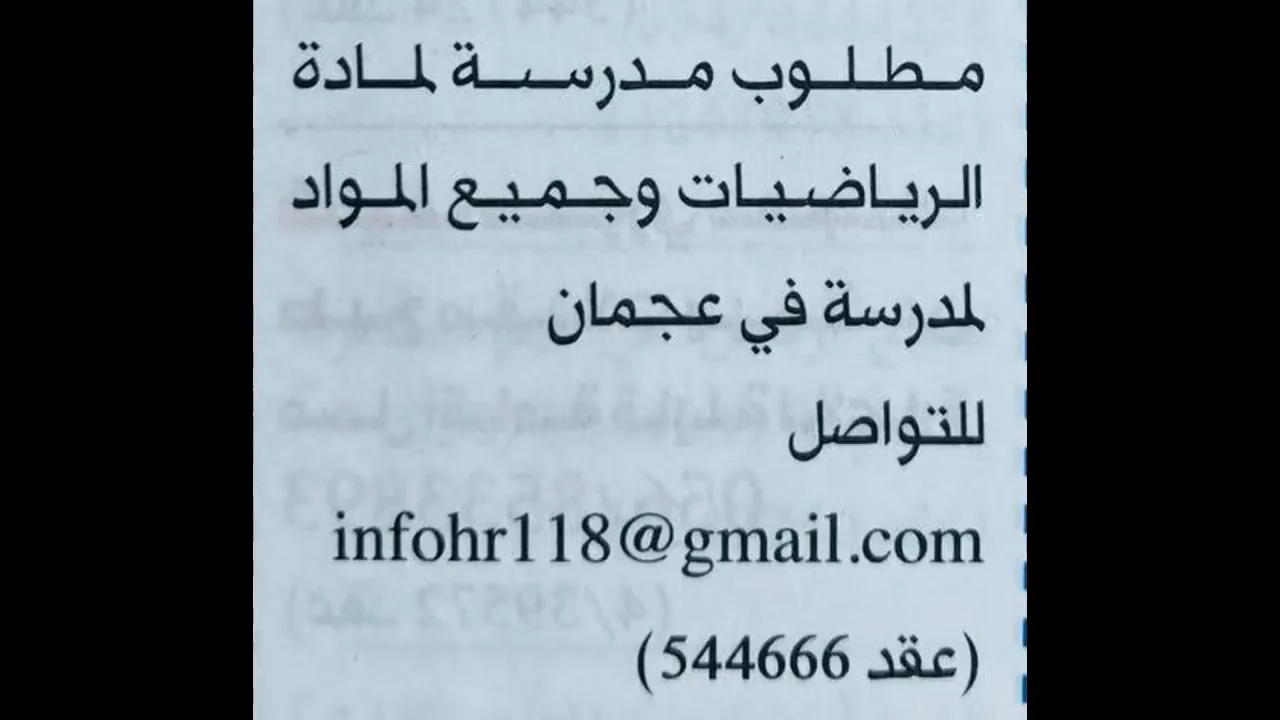 مطلوب مدرسة لمادة
الرياضيات وجميع المواد
لمدرسة في عجمان
للتواصل
infohr118@gmail.com
(عقد 544666)